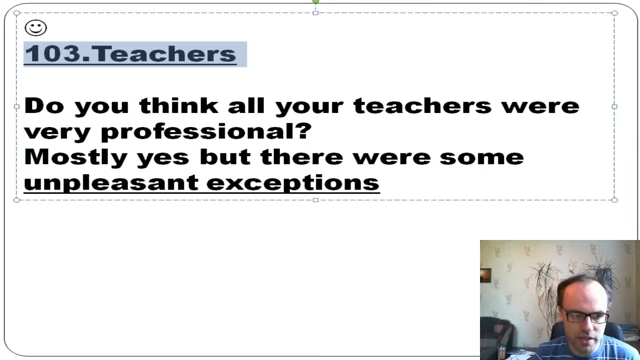 103.Teachers
Do you think all your teachers were
very professional?
Mostly yes but there were some
unpleasant exceptions